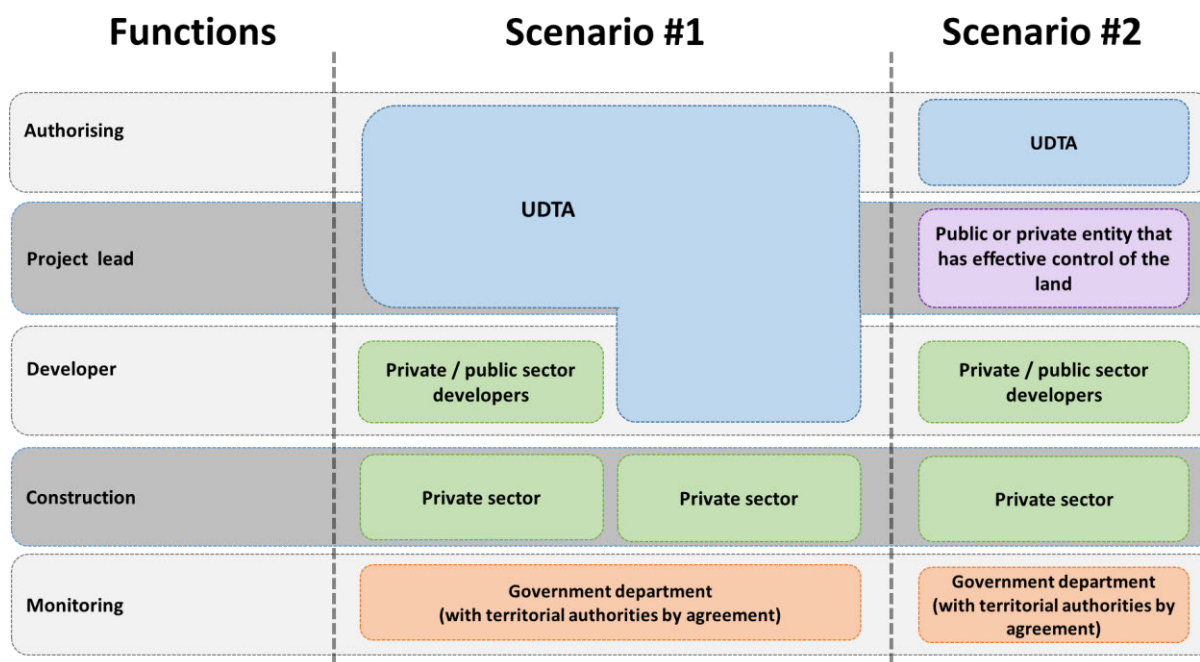 Functions
Scenario #1
Scenario #2
Authorising
UDTA
UDTA
Project lead
Public or private entity that
has effective control of the
land
Developer
Private / public sector
developers
Private / public sector
developers
Construction
Private sector
Private sector
Private sector
Monitoring
Government department
(with territorial authorities by agreement)
Government department
(with territorial authorities by
agreement)